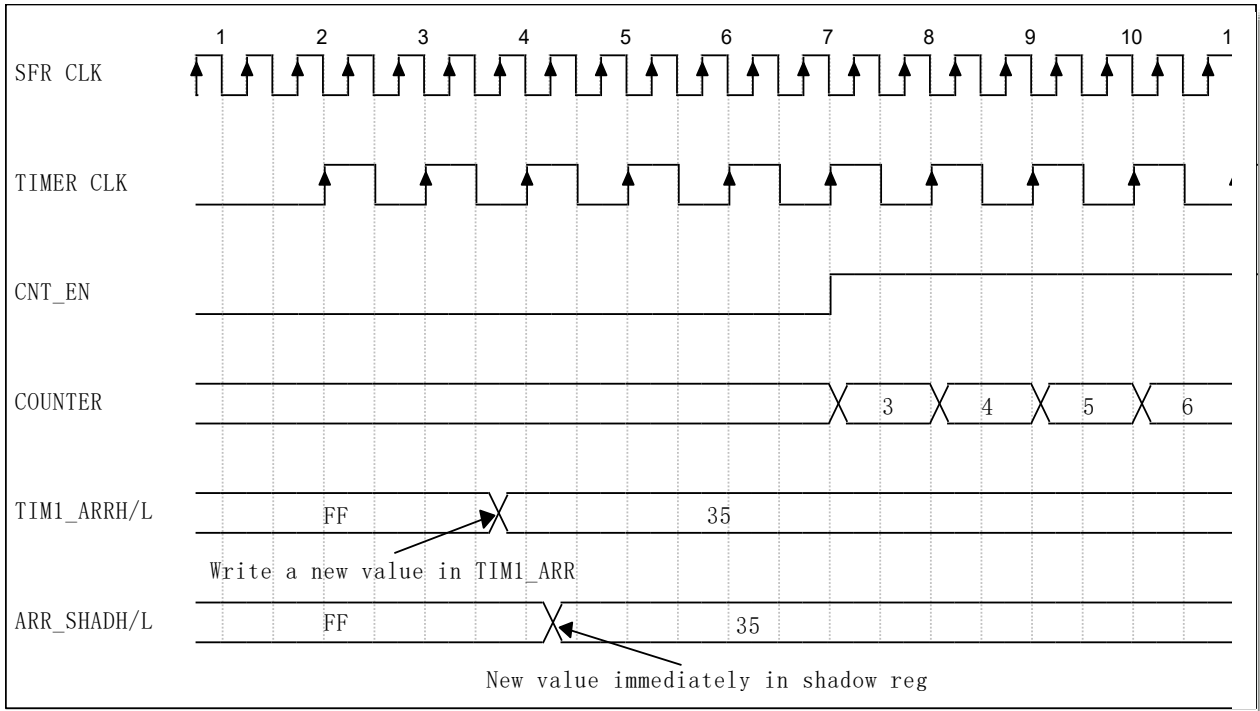 1 2 3 4 5 6 7 8 9 10 1
SFR CLK
TIMER CLK
CNT_EN
COUNTER 3 4 5 6
TIM1_ARRH/L FF 35
Write a new value in TIM1_ARR
ARR_SHADH/L FF 35
New value immediately in shadow reg